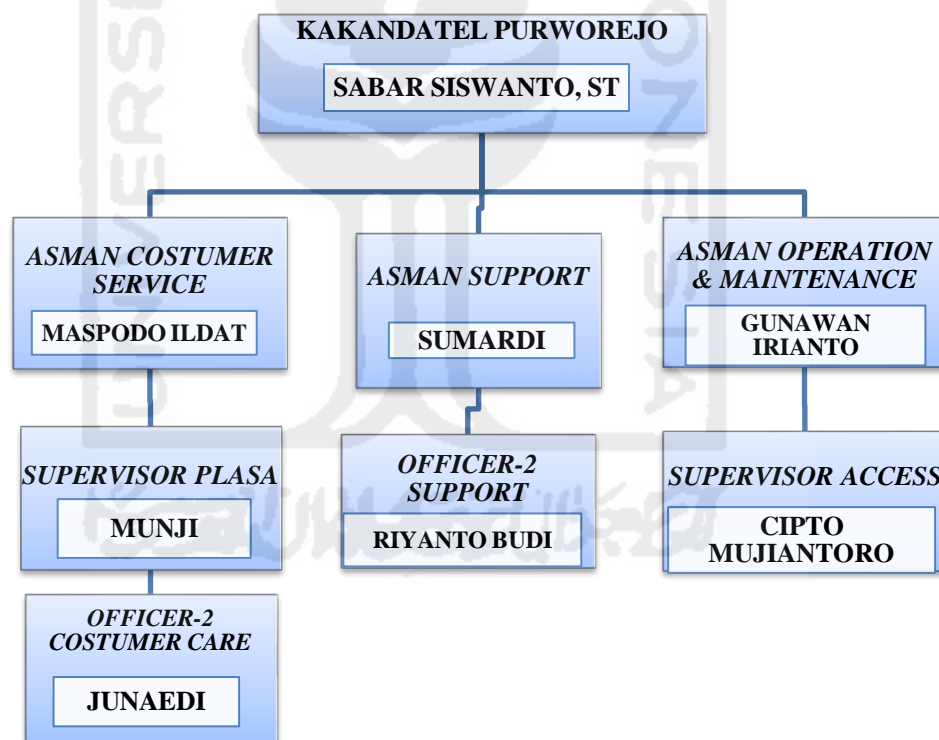 KAKANDATEL PURWOREJO
SABAR SISWANTO, ST
ASMAN COSTUMER
SERVICE
MASPODO ILDAT
ASMAN SUPPORT
SUMARDI
ASMAN OPERATION
& MAINTENANCE
GUNAWAN
IRIANTO
SUPERVISOR PLASA
MUNJI
OFFICER-2
SUPPORT
RIYANTO BUDI
SUPERVISOR ACCESS
CIPTO
MUJIANTORO
OFFICER-2
COSTUMER CARE
JUNAEDI